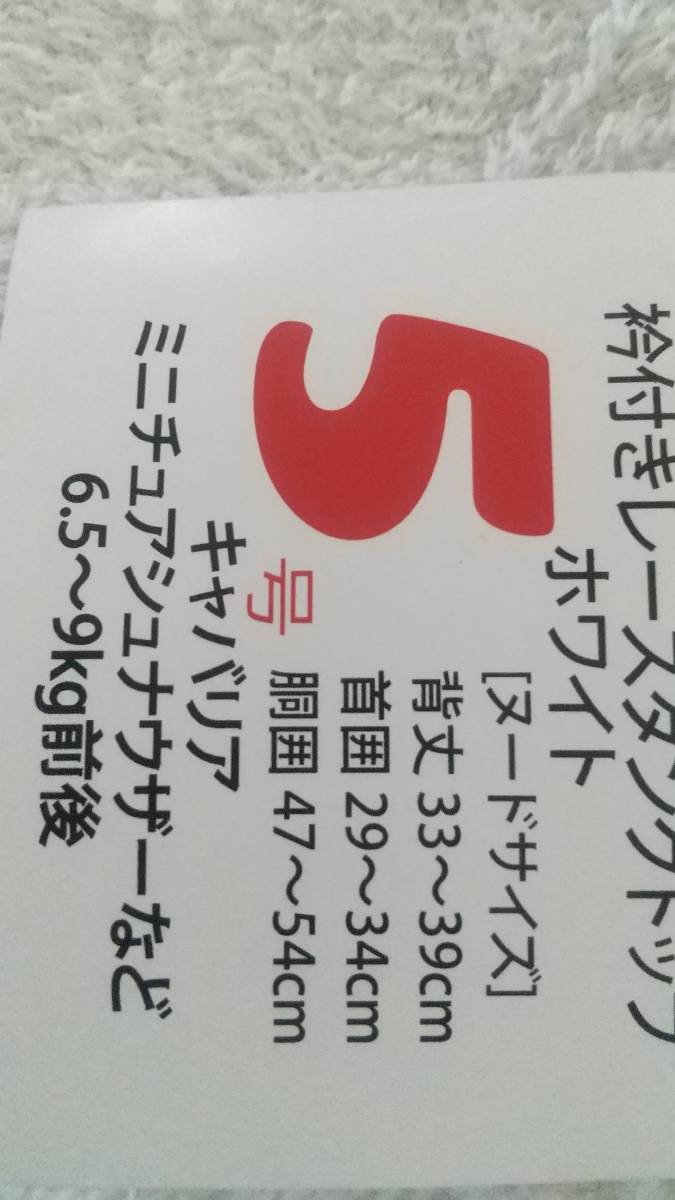 衿付きレースタンクトップ
ホワイト
5号
[ヌードサイズ]
背丈 33～39cm
首囲 29～34cm
胴囲 47～54cm
キャバリア
ミニチュアシュナウザーなど
6.5～9kg前後